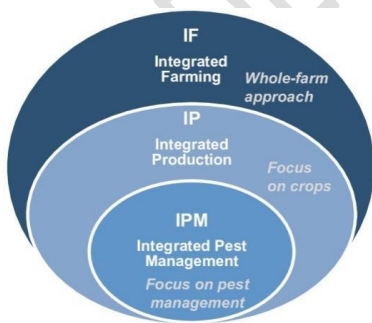 IF
Integrated
Farming
Whole-farm
approach
IP
Integrated
Production
Focus
on crops
IPM
Integrated Pest
Management
Focus on pest
management